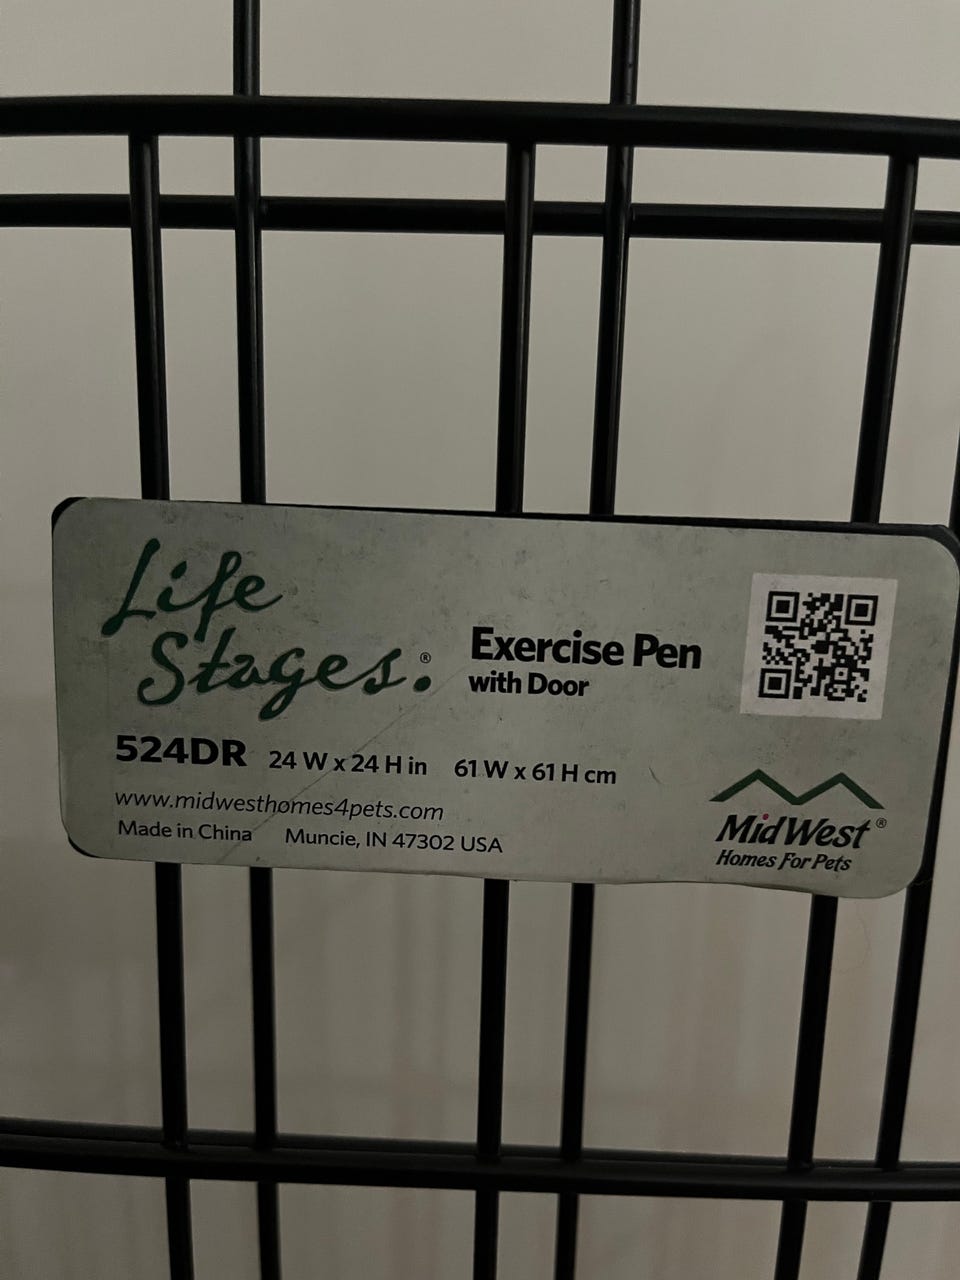 Life
Stages®
Exercise Pen
with Door
524DR 24 W x 24 H in 61 W x 61 H cm
www.midwesthomes4pets.com
Made in China Muncie, IN 47302 USA
MidWest®
Homes For Pets